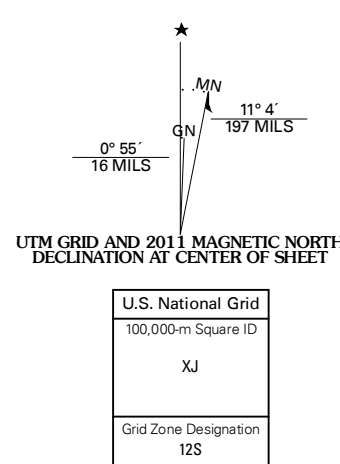 ★
MN
11° 4´
197 MILS
GN
0° 55´
16 MILS
UTM GRID AND 2011 MAGNETIC NORTH
DECLINATION AT CENTER OF SHEET
U.S. National Grid
100,000-m Square ID
XJ
Grid Zone Designation
12S